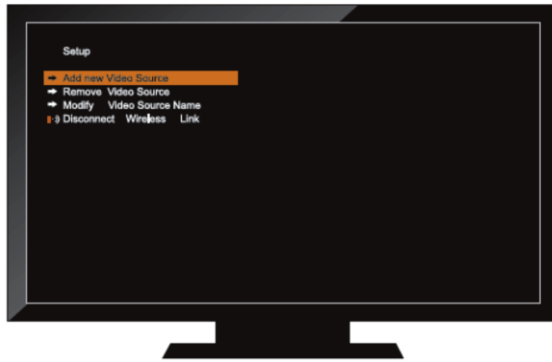 Setup
Add new Video Source
Remove Video Source
Modify Video Source Name
Disconnect Wireless Link